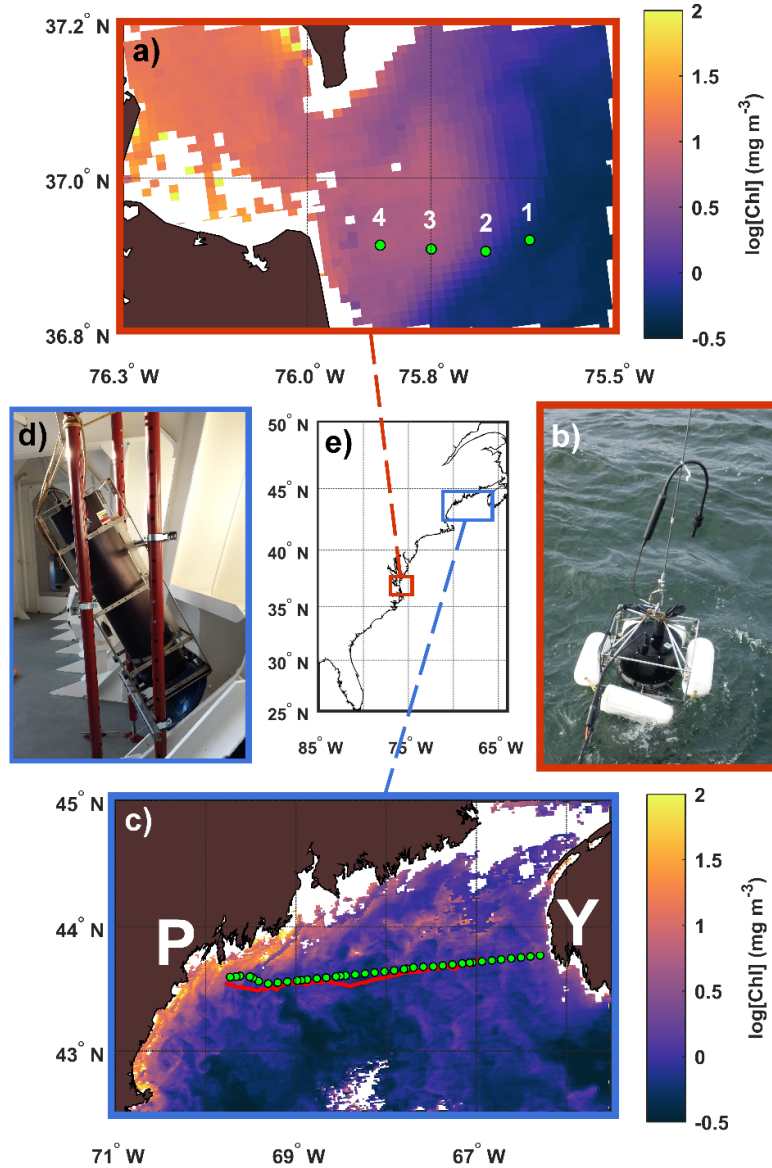 a)
37.2° N
37.0° N
36.8° N
76.3° W
76.0° W
75.8° W
75.5° W
4
3
2
1
2
1.5
1
0.5
0
-0.5
log[Chl] (mg m⁻³)
d)
e)
50° N
45° N
40° N
35° N
30° N
25° N
85° W
75° W
65° W
b)
c)
45° N
44° N
43° N
71° W
69° W
67° W
P
Y
2
1.5
1
0.5
0
-0.5
log[Chl] (mg m⁻³)